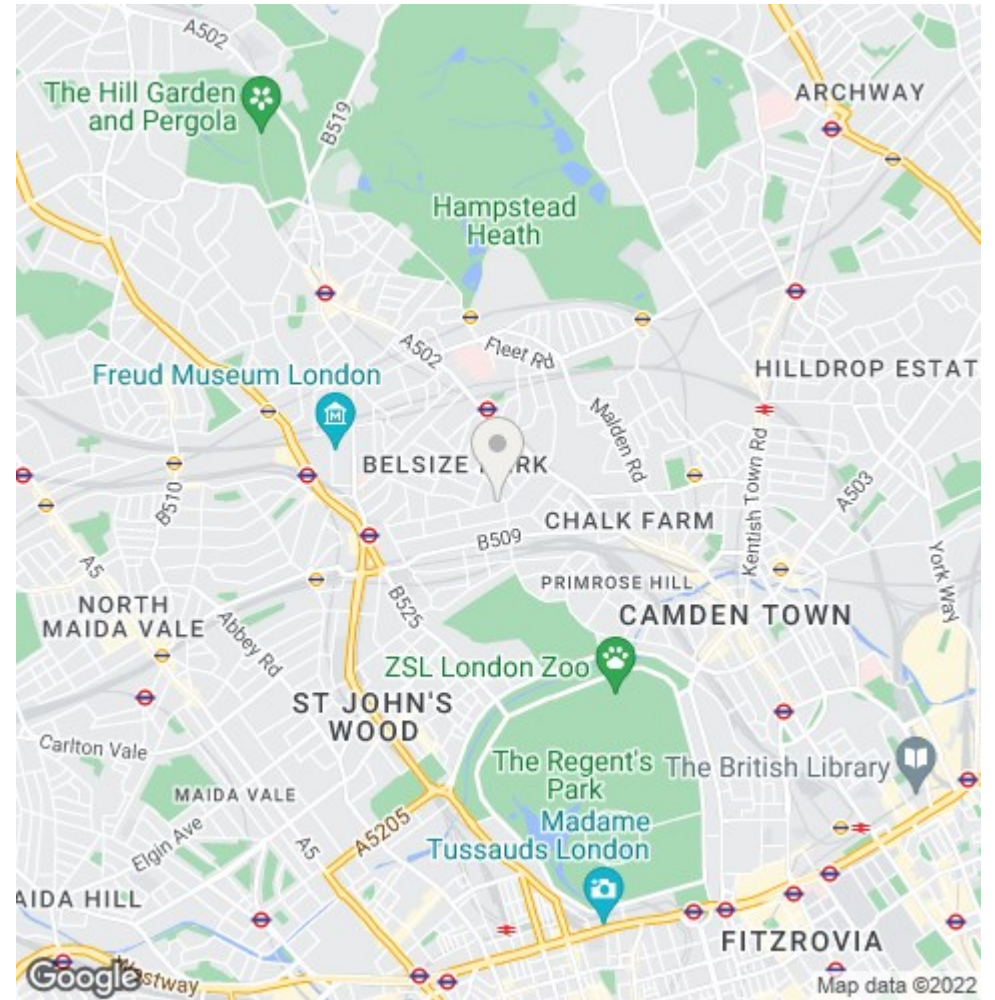 A502
The Hill Garden
and Pergola
B519
ARCHWAY
Hampstead
Heath
A502
Fleet Rd
Freud Museum London
HILLDROP ESTAT
Malden Rd
BELSIZE PARK
B510
A503
Kentish Town Rd
CHALK FARM
B509
A5
PRIMROSE HILL
York Way
NORTH
MAIDA VALE
B525
Abbey Rd
CAMDEN TOWN
ZSL London Zoo
ST JOHN'S
WOOD
Carlton Vale
The Regent's
Park
The British Library
MAIDA VALE
Elgin Ave
A5
A5205
Madame
Tussauds London
AIDA HILL
FITZROVIA
Westway
Google
Map data ©2022